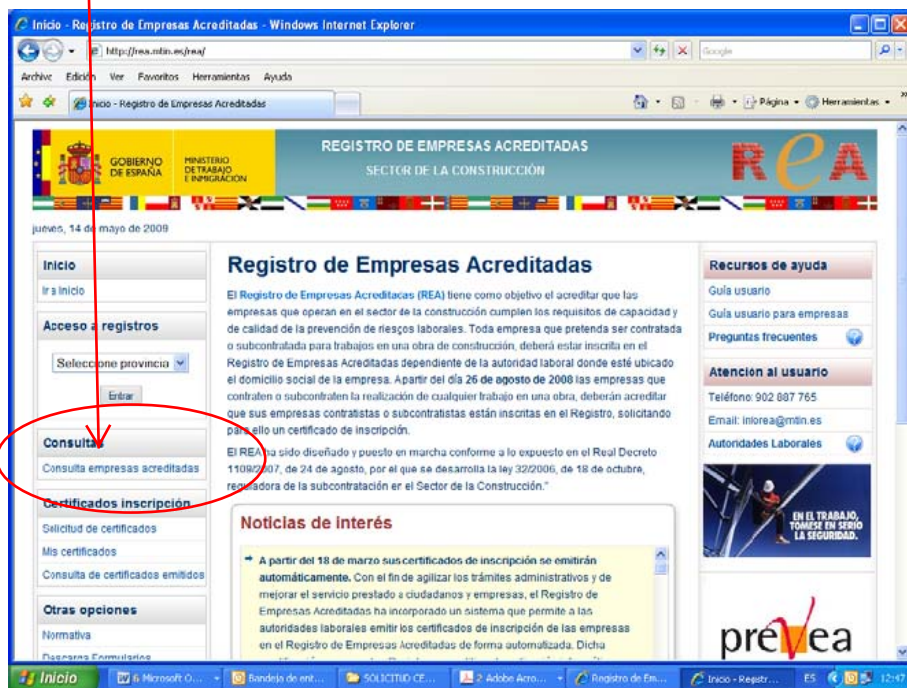 Inicio - Registro de Empresas Acreditadas - Windows Internet Explorer
http://rea.mtin.es/rea/
Google
Archivo Edición Ver Favoritos Herramientas Ayuda
Inicio - Registro de Empresas Acreditadas
Página
Herramientas
GOBIERNO DE ESPAÑA
MINISTERIO DE TRABAJO E INMIGRACIÓN
REGISTRO DE EMPRESAS ACREDITADAS
SECTOR DE LA CONSTRUCCIÓN
ReA
jueves, 14 de mayo de 2009
Inicio
Ir a Inicio
Acceso a registros
Seleccione provincia
Entrar
Consultas
Consulta empresas acreditadas
Certificados inscripción
Solicitud de certificados
Mis certificados
Consulta de certificados emitidos
Otras opciones
Normativa
Descarga Formularios
Registro de Empresas Acreditadas
El Registro de Empresas Acreditadas (REA) tiene como objetivo el acreditar que las
empresas que operan en el sector de la construcción cumplen los requisitos de capacidad y
de calidad de la prevención de riesgos laborales. Toda empresa que pretenda ser contratada
o subcontratada para trabajos en una obra de construcción, deberá estar inscrita en el
Registro de Empresas Acreditadas dependiente de la autoridad laboral donde esté ubicado
el domicilio social de la empresa. Apartir del día 26 de agosto de 2008 las empresas que
contraten o subcontraten la realización de cualquier trabajo en una obra, deberán acreditar
que sus empresas contratistas o subcontratistas están inscritas en el Registro, solicitando
para ello un certificado de inscripción.
El REA ha sido diseñado y puesto en marcha conforme a lo expuesto en el Real Decreto
1109/2007, de 24 de agosto, por el que se desarrolla la ley 32/2006, de 18 de octubre,
reguladora de la subcontratación en el Sector de la Construcción."
Noticias de interés
A partir del 18 de marzo sus certificados de inscripción se emitirán
automáticamente. Con el fin de agilizar los trámites administrativos y de
mejorar el servicio prestado a ciudadanos y empresas, el Registro de
Empresas Acreditadas ha incorporado un sistema que permite a las
autoridades laborales emitir los certificados de inscripción de las empresas
en el Registro de Empresas Acreditadas de forma automatizada. Dicha
Recursos de ayuda
Guía usuario
Guía usuario para empresas
Preguntas frecuentes
Atención al usuario
Teléfono: 902 887 765
Email: inforea@mtin.es
Autoridades Laborales
EN EL TRABAJO,
TÓMESE EN SERIO
LA SEGURIDAD.
prevea
Inicio
6 Microsoft O...
Bandeja de ent...
SOLICITUD CE...
2 Adobe Acro...
Registro de Em...
Inicio - Registr...
ES
12:47